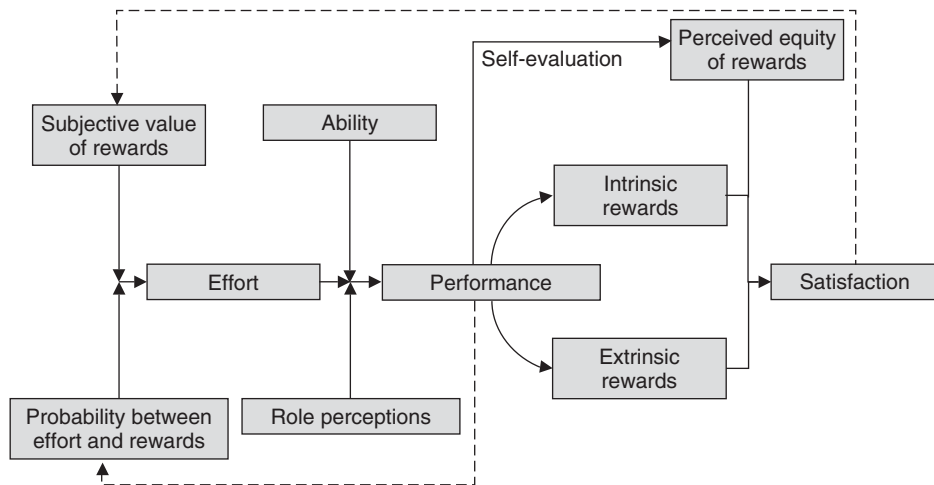 Perceived equity
of rewards
Self-evaluation
Subjective value
of rewards
Ability
Intrinsic
rewards
Effort
Performance
Satisfaction
Extrinsic
rewards
Probability between
effort and rewards
Role perceptions